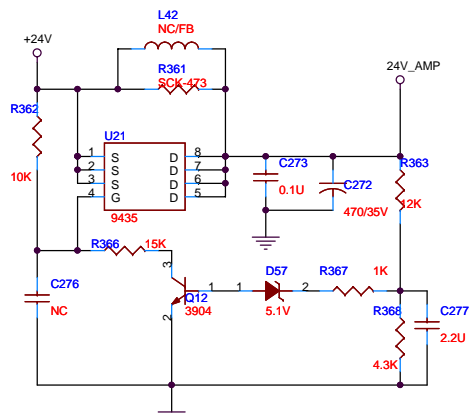 L42
NC/FB
+24V
R361
SCK-473
24V_AMP
R362
10K
U21
1 S D 8
2 S D 7
3 S D 6
4 G D 5
9435
C273
0.1U
C272
470/35V
R363
12K
R366
15K
C276
NC
3
Q12
3904
2
1
1
D57
5.1V
2
R367
1K
R368
4.3K
C277
2.2U